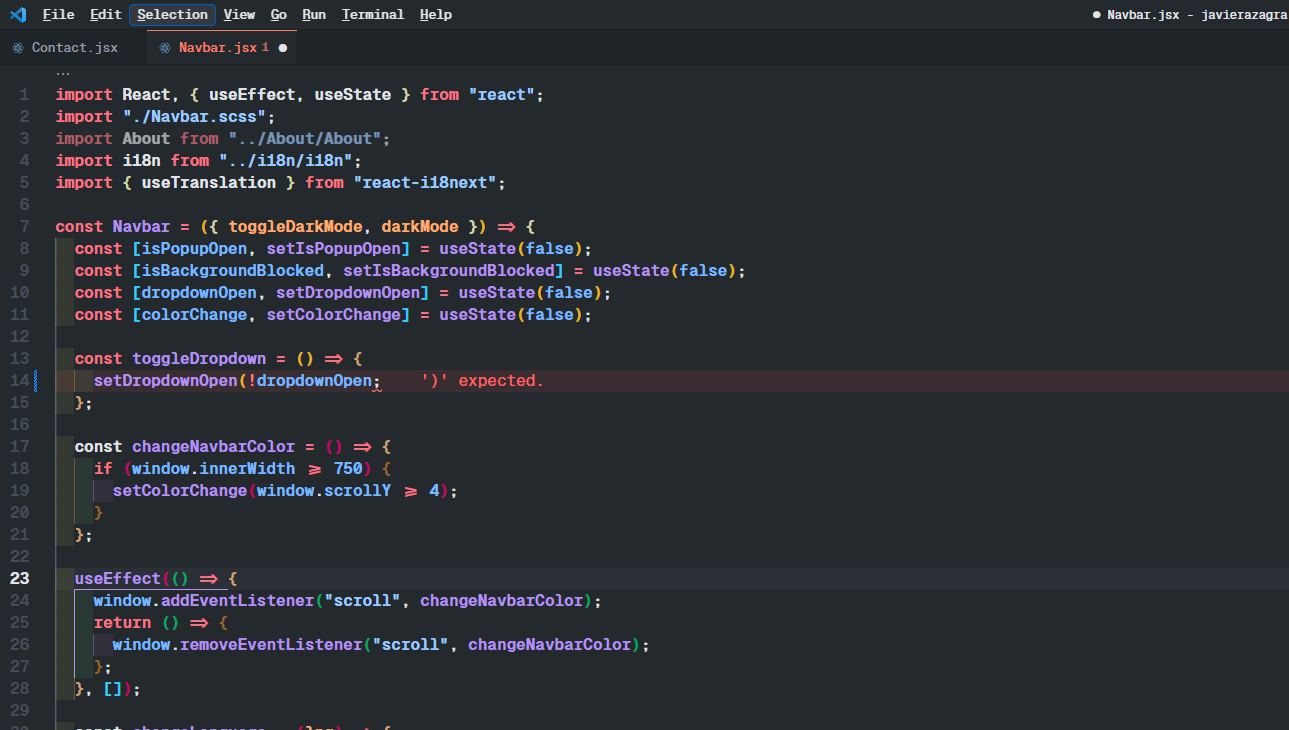 File Edit Selection View Go Run Terminal Help ● Navbar.jsx - javierazagra
Contact.jsx Navbar.jsx 1 ●
...
1 import React, { useEffect, useState } from "react";
2 import "./Navbar.scss";
3 import About from "../About/About";
4 import i18n from "../i18n/i18n";
5 import { useTranslation } from "react-i18next";
6
7 const Navbar = ({ toggleDarkMode, darkMode }) => {
8 const [isPopupOpen, setIsPopupOpen] = useState(false);
9 const [isBackgroundBlocked, setIsBackgroundBlocked] = useState(false);
10 const [dropdownOpen, setDropdownOpen] = useState(false);
11 const [colorChange, setColorChange] = useState(false);
12
13 const toggleDropdown = () => {
14 setDropdownOpen(!dropdownOpen; ')' expected.
15 };
16
17 const changeNavbarColor = () => {
18 if (window.innerWidth >= 750) {
19 setColorChange(window.scrollY >= 4);
20 }
21 };
22
23 useEffect(() => {
24 window.addEventListener("scroll", changeNavbarColor);
25 return () => {
26 window.removeEventListener("scroll", changeNavbarColor);
27 };
28 }, []);
29